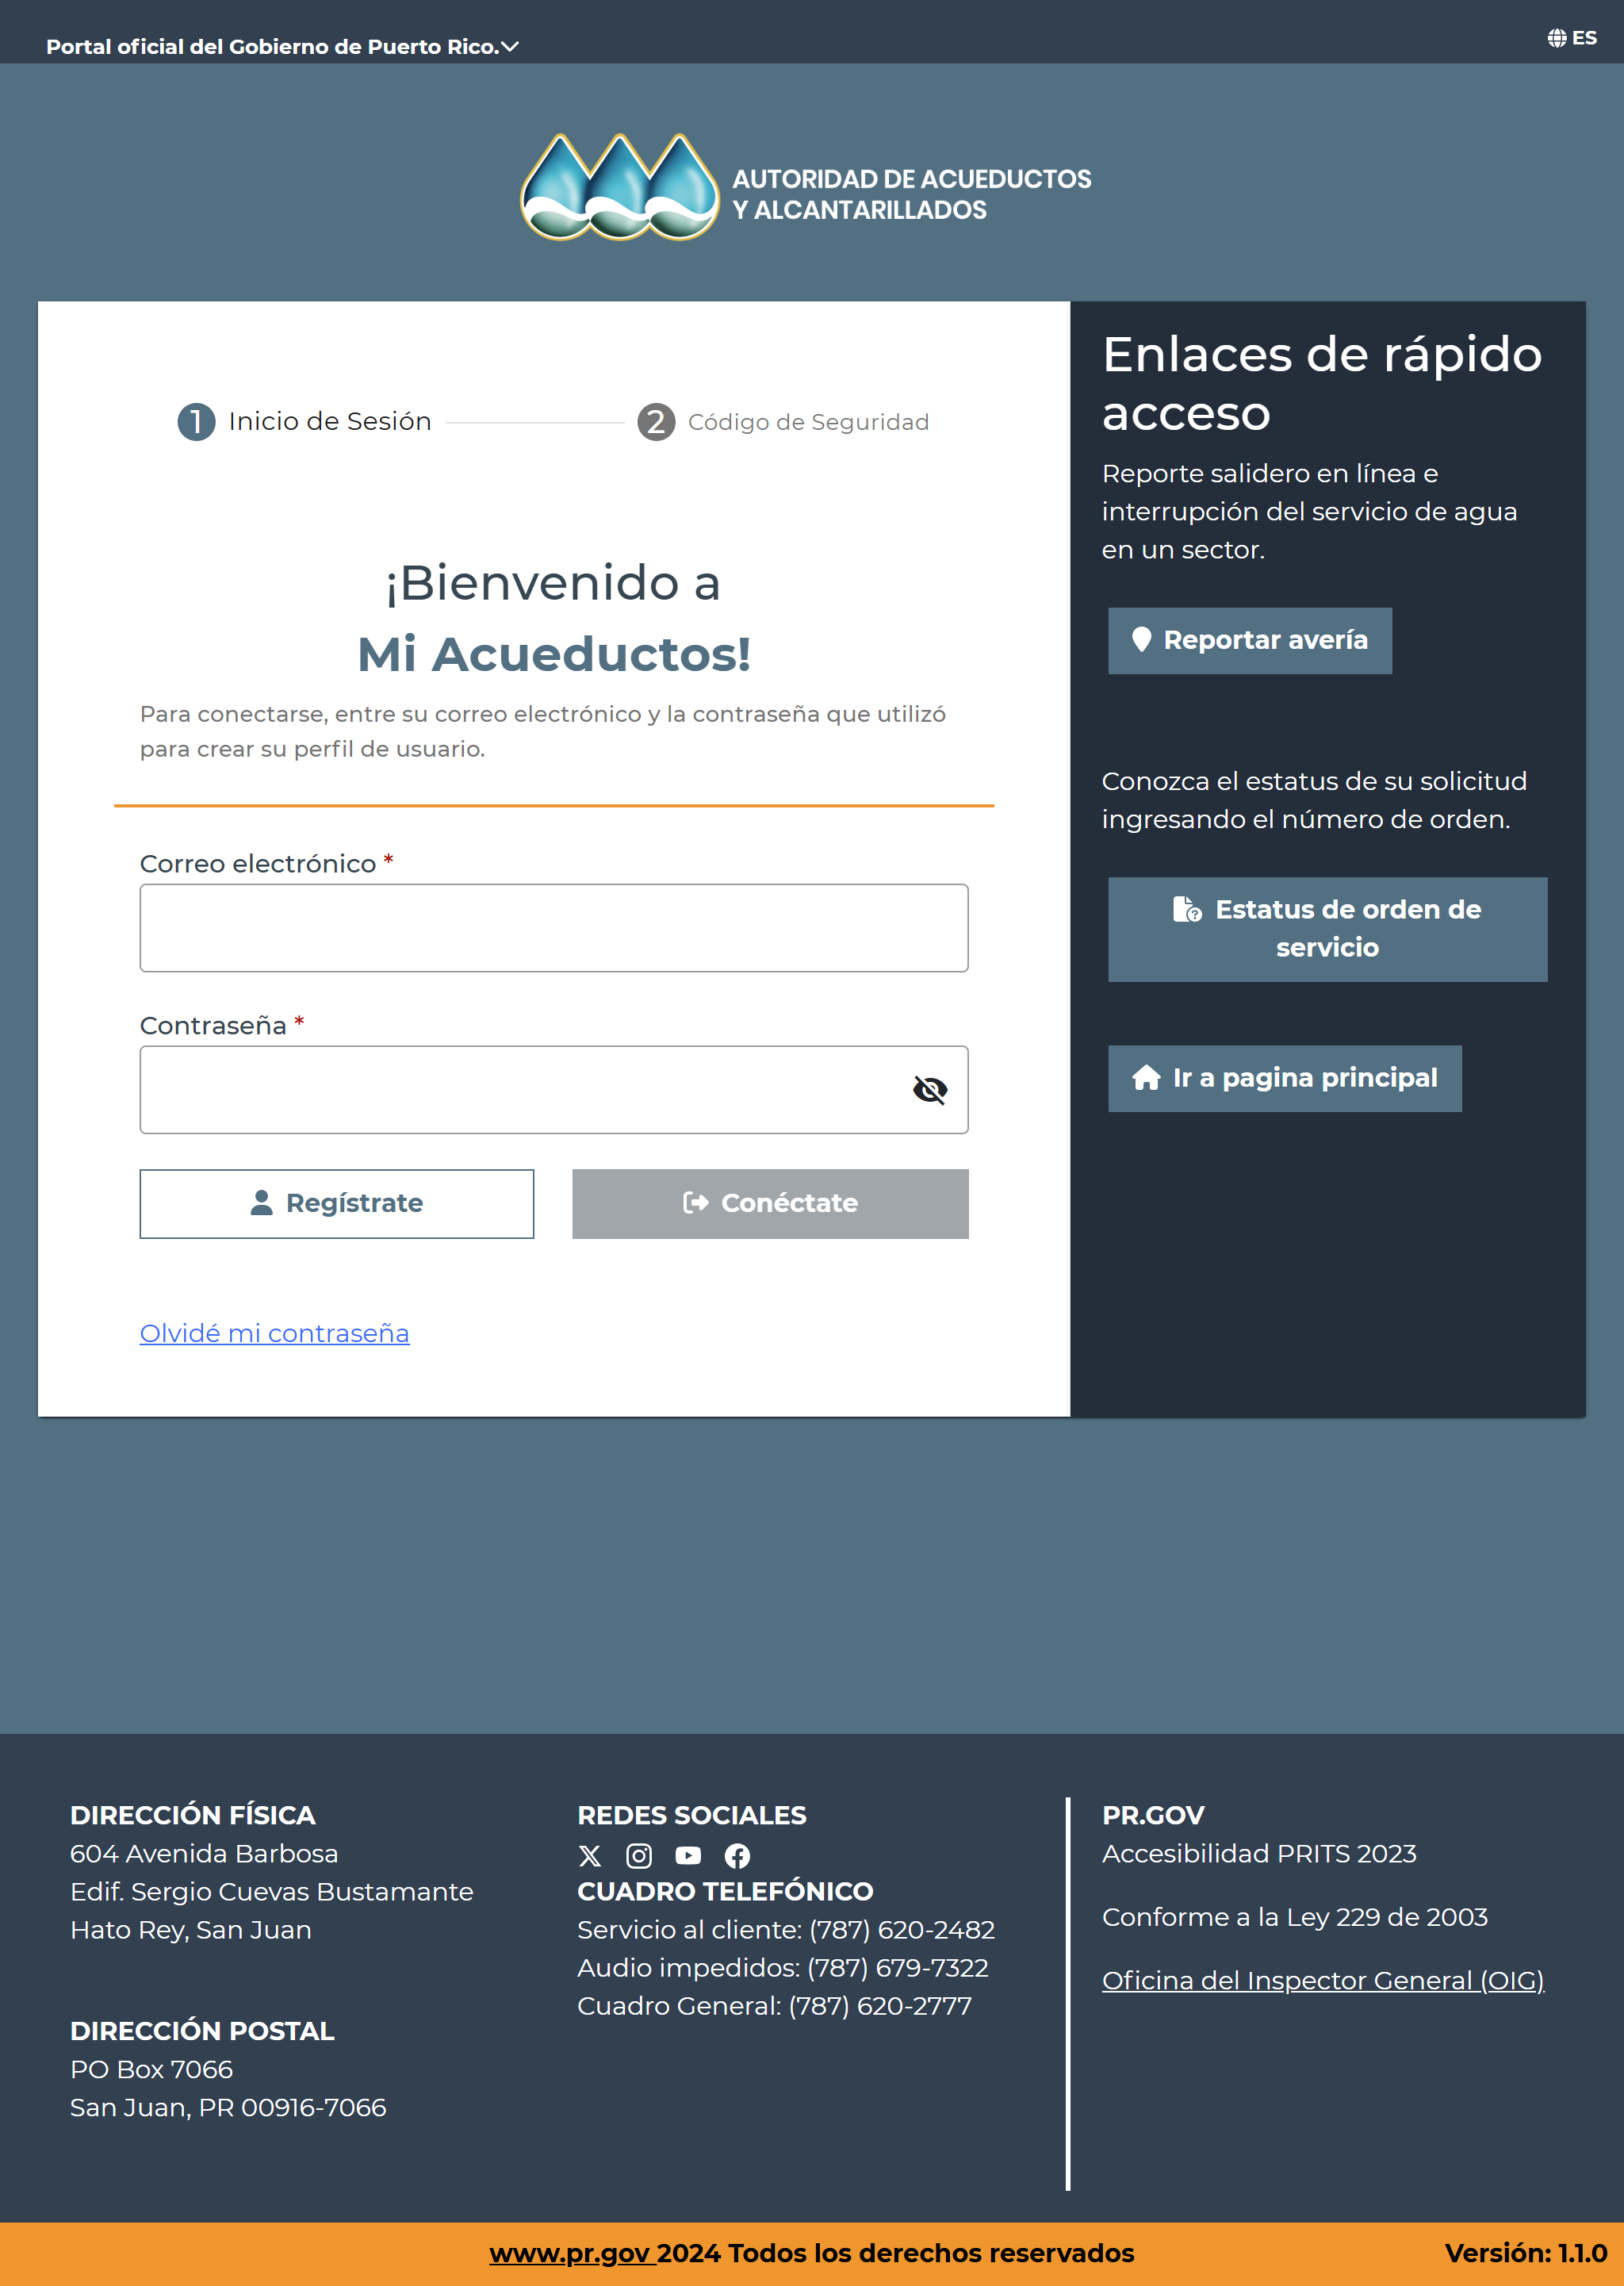 Portal oficial del Gobierno de Puerto Rico.
ES
AUTORIDAD DE ACUEDUCTOS
Y ALCANTARILLADOS
1 Inicio de Sesión
2 Código de Seguridad
¡Bienvenido a
Mi Acueductos!
Para conectarse, entre su correo electrónico y la contraseña que utilizó
para crear su perfil de usuario.
Correo electrónico *
Contraseña *
Regístrate
Conéctate
Olvidé mi contraseña
Enlaces de rápido
acceso
Reporte salidero en línea e
interrupción del servicio de agua
en un sector.
Reportar avería
Conozca el estatus de su solicitud
ingresando el número de orden.
Estatus de orden de
servicio
Ir a pagina principal
DIRECCIÓN FÍSICA
604 Avenida Barbosa
Edif. Sergio Cuevas Bustamante
Hato Rey, San Juan
DIRECCIÓN POSTAL
PO Box 7066
San Juan, PR 00916-7066
REDES SOCIALES
CUADRO TELEFÓNICO
Servicio al cliente: (787) 620-2482
Audio impedidos: (787) 679-7322
Cuadro General: (787) 620-2777
PR.GOV
Accesibilidad PRITS 2023
Conforme a la Ley 229 de 2003
Oficina del Inspector General (OIG)
www.pr.gov 2024 Todos los derechos reservados
Versión: 1.1.0